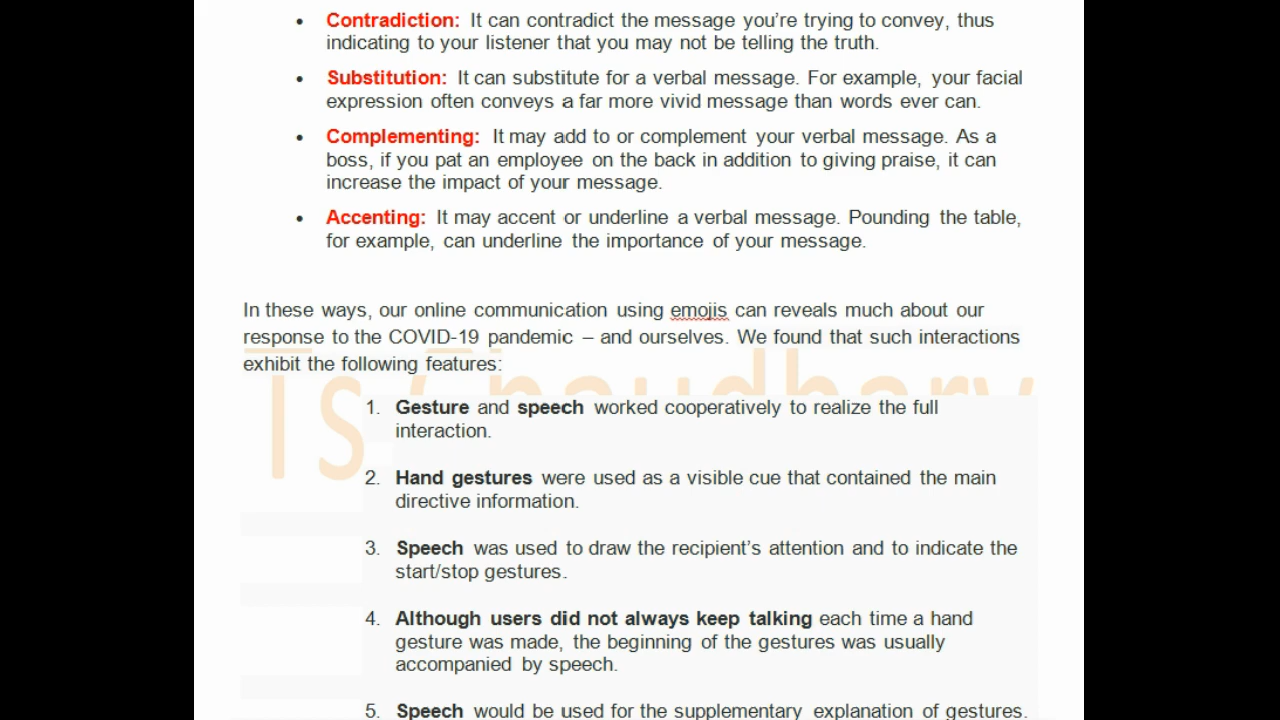 • Contradiction: It can contradict the message you’re trying to convey, thus
indicating to your listener that you may not be telling the truth.
• Substitution: It can substitute for a verbal message. For example, your facial
expression often conveys a far more vivid message than words ever can.
• Complementing: It may add to or complement your verbal message. As a
boss, if you pat an employee on the back in addition to giving praise, it can
increase the impact of your message.
• Accenting: It may accent or underline a verbal message. Pounding the table,
for example, can underline the importance of your message.
In these ways, our online communication using emojis can reveals much about our
response to the COVID-19 pandemic – and ourselves. We found that such interactions
exhibit the following features:
Ts Chaudhary
1. Gesture and speech worked cooperatively to realize the full
interaction.
2. Hand gestures were used as a visible cue that contained the main
directive information.
3. Speech was used to draw the recipient’s attention and to indicate the
start/stop gestures.
4. Although users did not always keep talking each time a hand
gesture was made, the beginning of the gestures was usually
accompanied by speech.
5. Speech would be used for the supplementary explanation of gestures.